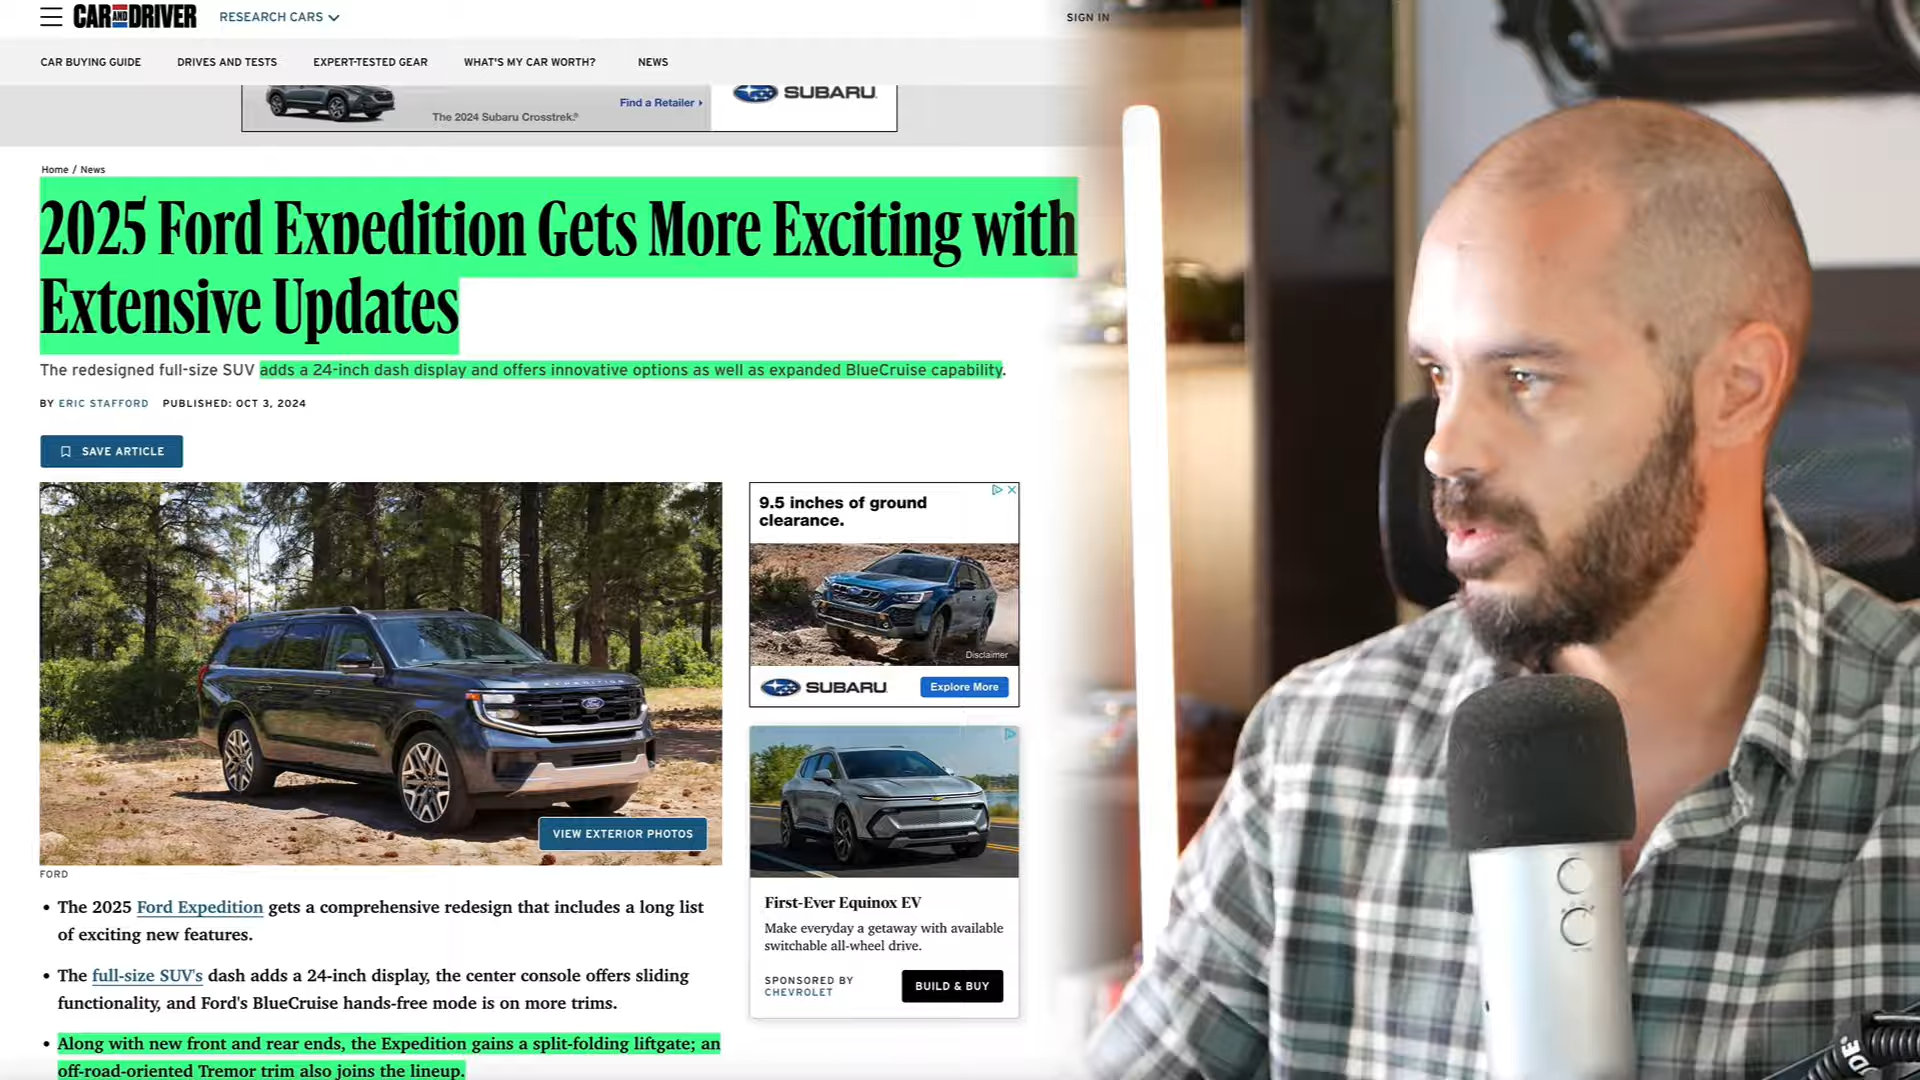 CAR AND DRIVER
RESEARCH CARS
SIGN IN
CAR BUYING GUIDE
DRIVES AND TESTS
EXPERT-TESTED GEAR
WHAT'S MY CAR WORTH?
NEWS
Find a Retailer
SUBARU
The 2024 Subaru Crosstrek.®
Home / News
2025 Ford Expedition Gets More Exciting with
Extensive Updates
The redesigned full-size SUV adds a 24-inch dash display and offers innovative options as well as expanded BlueCruise capability.
BY ERIC STAFFORD PUBLISHED: OCT 3, 2024
SAVE ARTICLE
EXPEDITION
Ford
VIEW EXTERIOR PHOTOS
FORD
• The 2025 Ford Expedition gets a comprehensive redesign that includes a long list
of exciting new features.
• The full-size SUV's dash adds a 24-inch display, the center console offers sliding
functionality, and Ford's BlueCruise hands-free mode is on more trims.
• Along with new front and rear ends, the Expedition gains a split-folding liftgate; an
off-road-oriented Tremor trim also joins the lineup.
9.5 inches of ground
clearance.
Disclaimer
SUBARU
Explore More
First-Ever Equinox EV
Make everyday a getaway with available
switchable all-wheel drive.
SPONSORED BY
CHEVROLET
BUILD & BUY